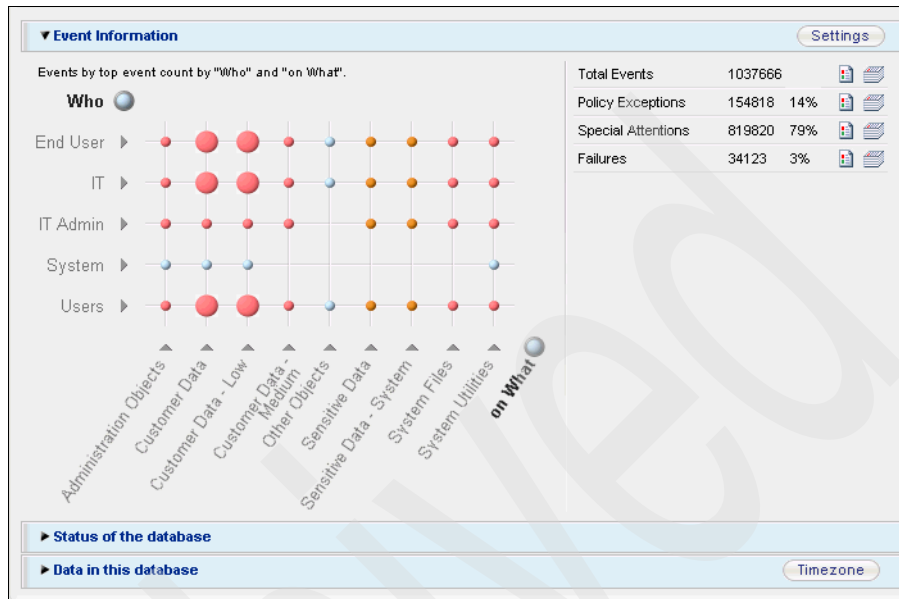 Event Information
Settings
Events by top event count by "Who" and "on What".
Who
End User
IT
IT Admin
System
Users
Administration Objects
Customer Data
Customer Data - Low
Customer Data -
Medium
Other Objects
Sensitive Data
Sensitive Data - System
System Files
System Utilities
on What
Total Events 1037666
Policy Exceptions 154818 14%
Special Attentions 819820 79%
Failures 34123 3%
Status of the database
Data in this database
Timezone